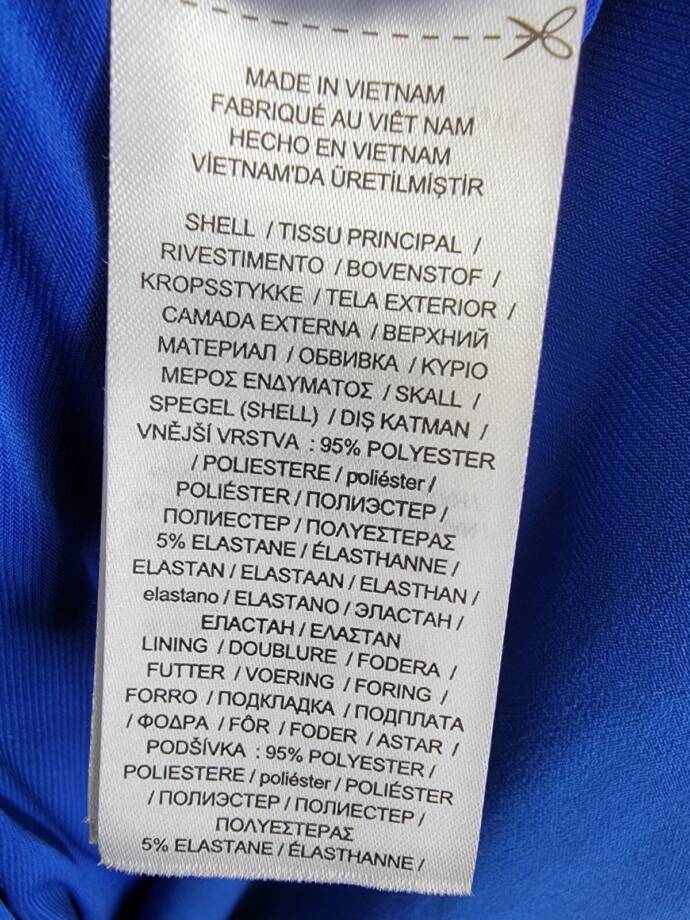 MADE IN VIETNAM
FABRIQUÉ AU VIÊT NAM
HECHO EN VIETNAM
VİETNAM'DA ÜRETİLMİŞTİR
SHELL / TISSU PRINCIPAL /
RIVESTIMENTO / BOVENSTOF /
KROPSSTYKKE / TELA EXTERIOR /
CAMADA EXTERNA / ВЕРХНИЙ
МАТЕРИАЛ / ОБВИВКА / ΚΥΡΙΟ
ΜΕΡΟΣ ΕΝΔΥΜΑΤΟΣ / SKALL /
SPEGEL (SHELL) / DIŞ KATMAN /
VNĚJŠÍ VRSTVA : 95% POLYESTER
/ POLIESTERE / poliéster /
POLIÉSTER / ПОЛИЭСТЕР /
ПОЛИЕСТЕР / ΠΟΛΥΕΣΤΕΡΑΣ
5% ELASTANE / ÉLASTHANNE /
ELASTAN / ELASTAAN / ELASTHAN /
elastano / ELASTANO / ЭЛАСТАН /
ЕЛАСТАН / ΕΛΑΣΤΑΝ
LINING / DOUBLURE / FODERA /
FUTTER / VOERING / FORING /
FORRO / ПОДКЛАДКА / ПОДПЛАТА
/ ΦΟΔΡΑ / FÔR / FODER / ASTAR /
PODŠÍVKA : 95% POLYESTER /
POLIESTERE / poliéster / POLIÉSTER
/ ПОЛИЭСТЕР / ПОЛИЕСТЕР /
ΠΟΛΥΕΣΤΕΡΑΣ
5% ELASTANE / ÉLASTHANNE /